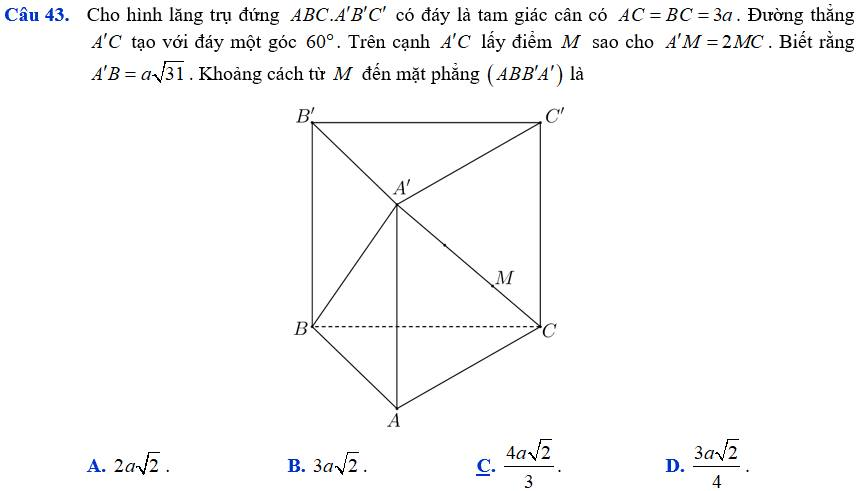 Câu 43. Cho hình lăng trụ đứng ABC.A'B'C' có đáy là tam giác cân có AC = BC = 3a. Đường thẳng
A'C tạo với đáy một góc 60°. Trên cạnh A'C lấy điểm M sao cho A'M = 2MC. Biết rằng
A'B = a√31. Khoảng cách từ M đến mặt phẳng (ABB'A') là
B' C'
A'
M
B C
A
A. 2a√2. B. 3a√2. C. 4a√2/3. D. 3a√2/4.